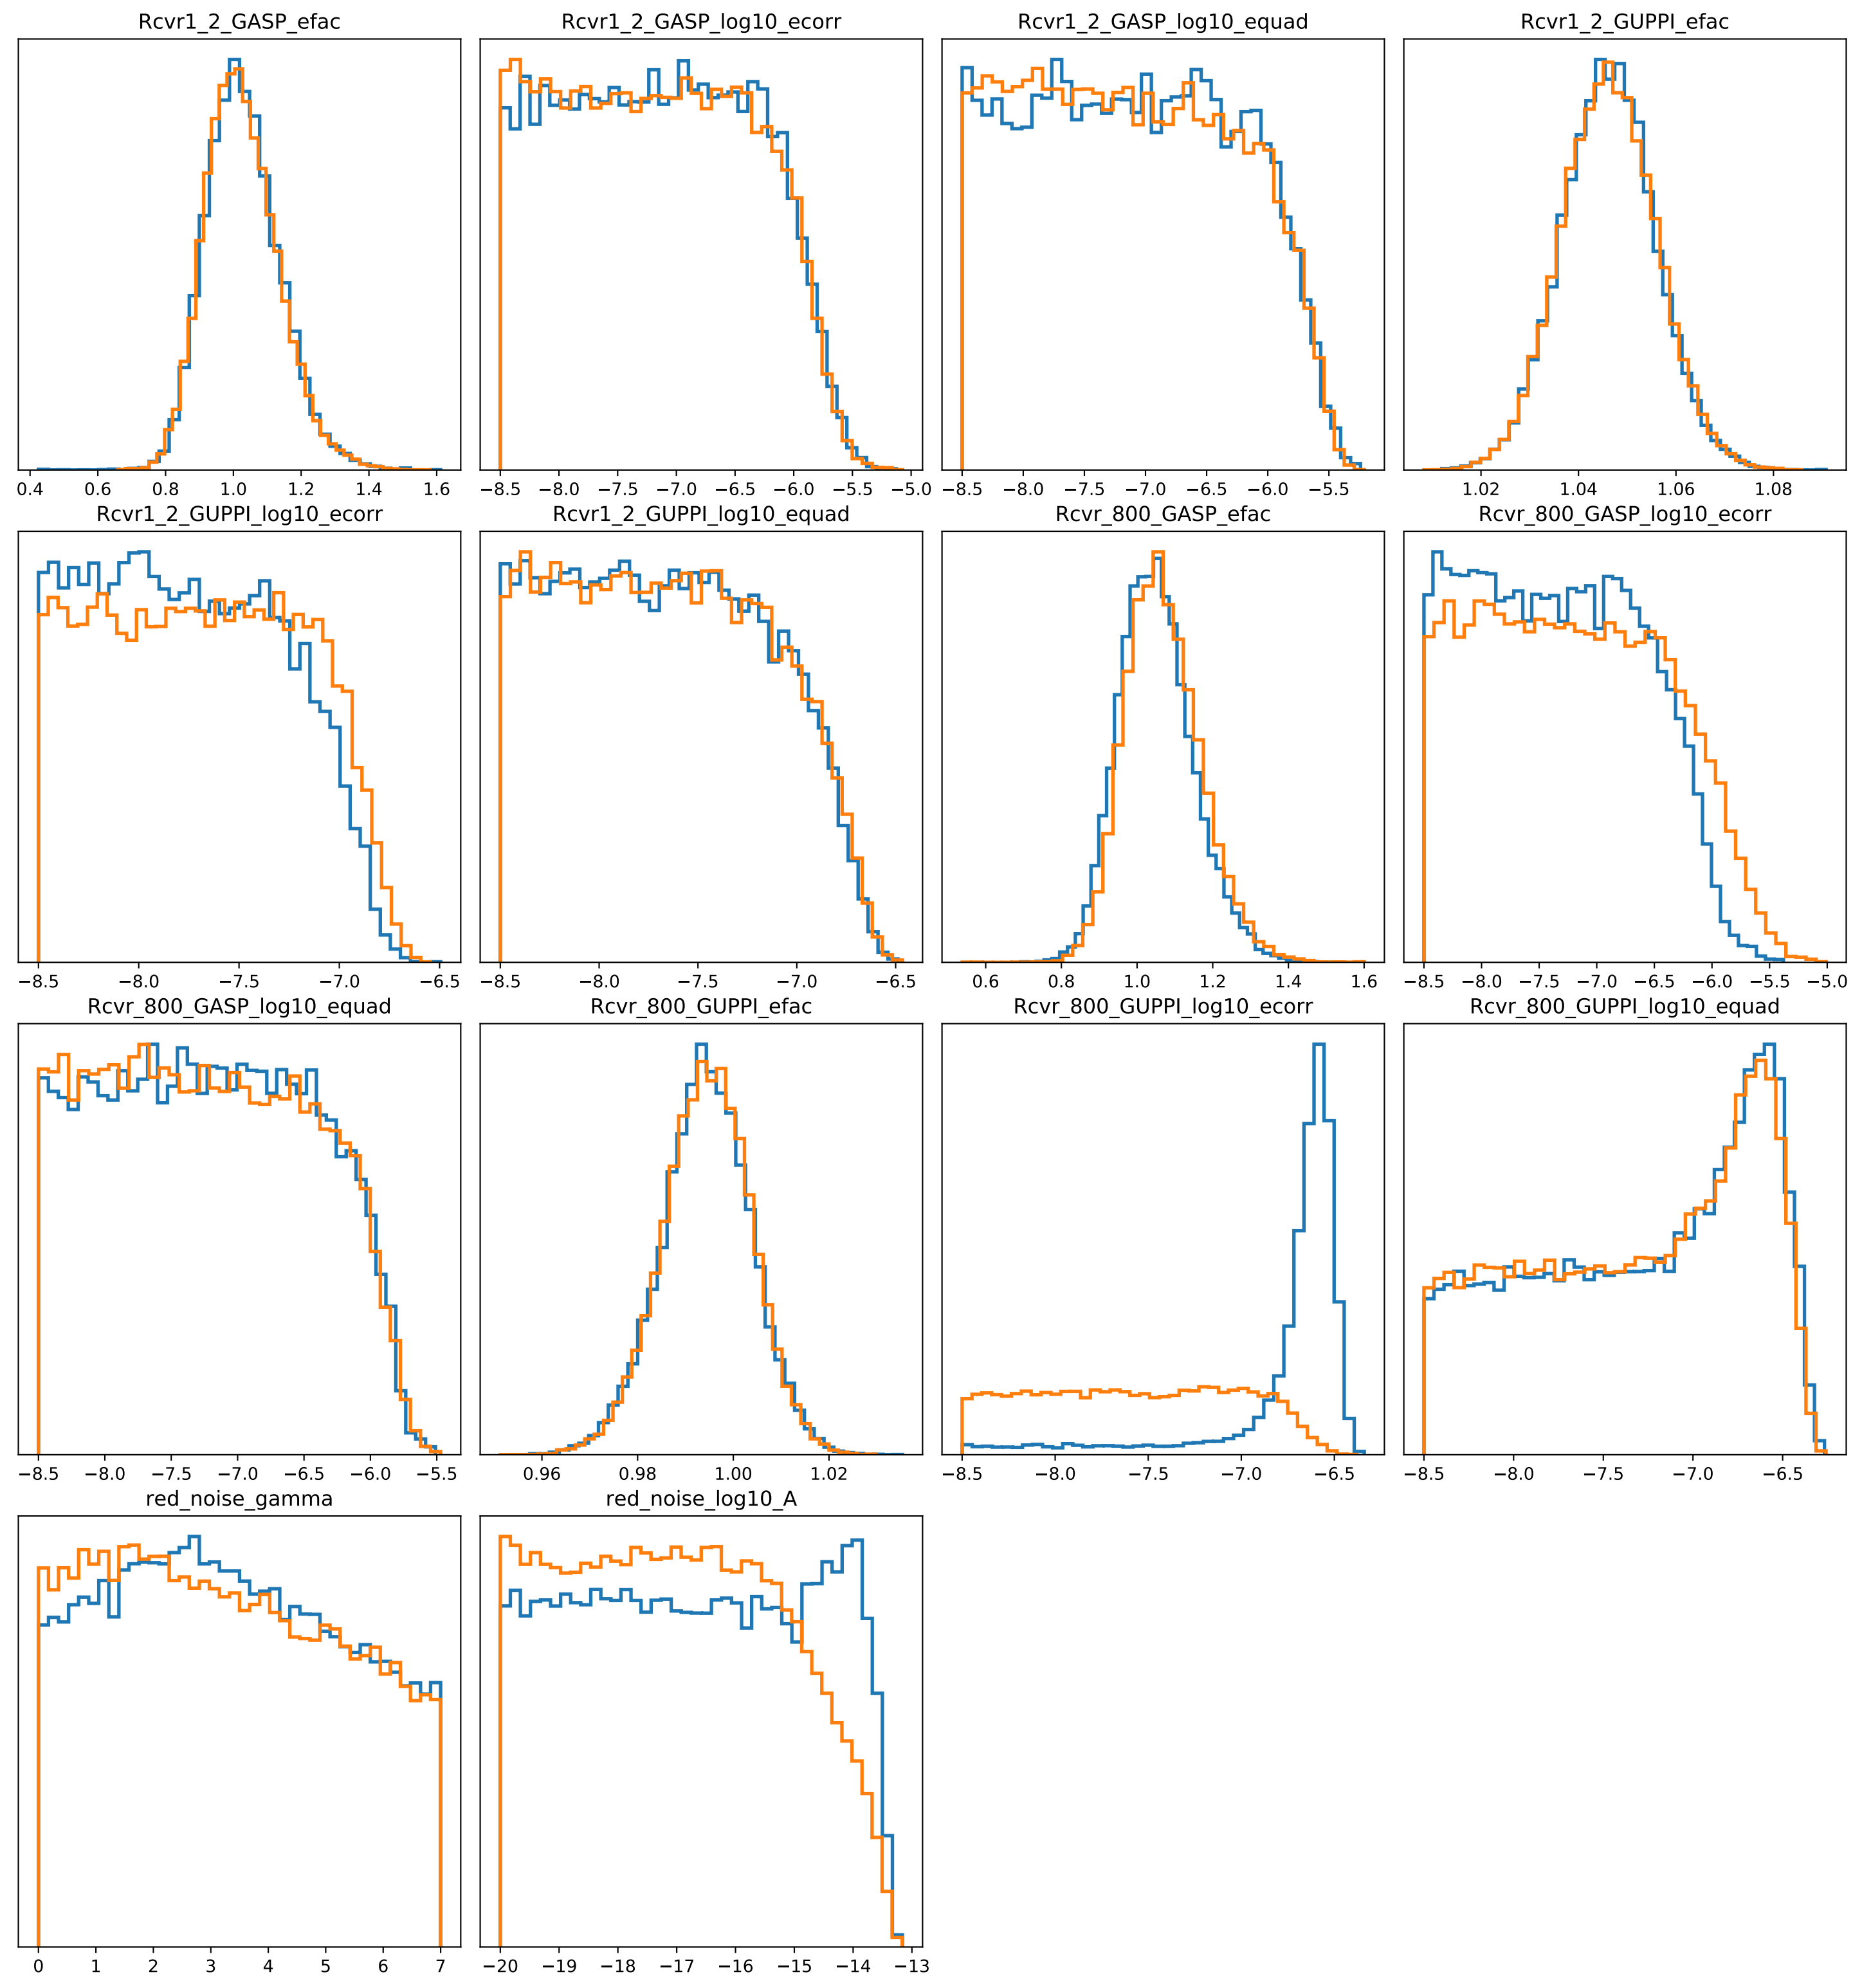 Rcvr1_2_GASP_efac Rcvr1_2_GASP_log10_ecorr Rcvr1_2_GASP_log10_equad Rcvr1_2_GUPPI_efac
0.4 0.6 0.8 1.0 1.2 1.4 1.6 −8.5 −8.0 −7.5 −7.0 −6.5 −6.0 −5.5 −5.0 −8.5 −8.0 −7.5 −7.0 −6.5 −6.0 −5.5 1.02 1.04 1.06 1.08
Rcvr1_2_GUPPI_log10_ecorr Rcvr1_2_GUPPI_log10_equad Rcvr_800_GASP_efac Rcvr_800_GASP_log10_ecorr
−8.5 −8.0 −7.5 −7.0 −6.5 −8.5 −8.0 −7.5 −7.0 −6.5 0.6 0.8 1.0 1.2 1.4 1.6 −8.5 −8.0 −7.5 −7.0 −6.5 −6.0 −5.5 −5.0
Rcvr_800_GASP_log10_equad Rcvr_800_GUPPI_efac Rcvr_800_GUPPI_log10_ecorr Rcvr_800_GUPPI_log10_equad
−8.5 −8.0 −7.5 −7.0 −6.5 −6.0 −5.5 0.96 0.98 1.00 1.02 −8.5 −8.0 −7.5 −7.0 −6.5 −8.5 −8.0 −7.5 −7.0 −6.5
red_noise_gamma red_noise_log10_A
0 1 2 3 4 5 6 7 −20 −19 −18 −17 −16 −15 −14 −13